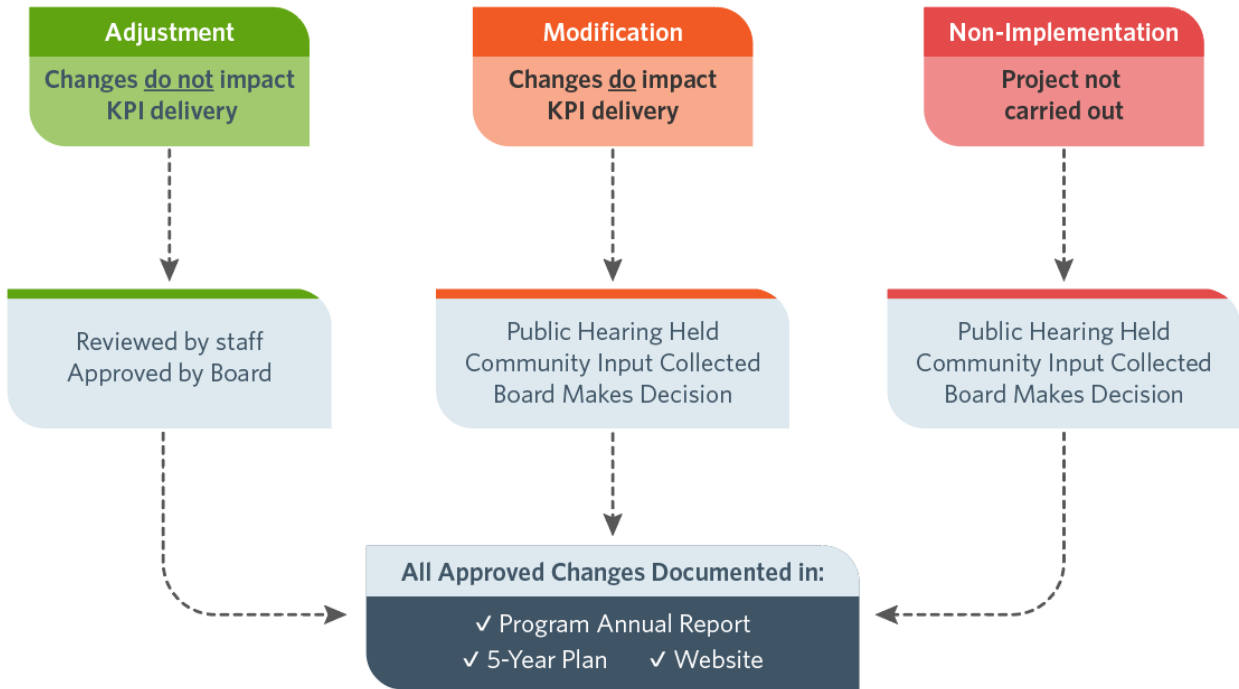 Adjustment
Changes do not impact
KPI delivery
Modification
Changes do impact
KPI delivery
Non-Implementation
Project not
carried out
Reviewed by staff
Approved by Board
Public Hearing Held
Community Input Collected
Board Makes Decision
Public Hearing Held
Community Input Collected
Board Makes Decision
All Approved Changes Documented in:
✓ Program Annual Report
✓ 5-Year Plan ✓ Website